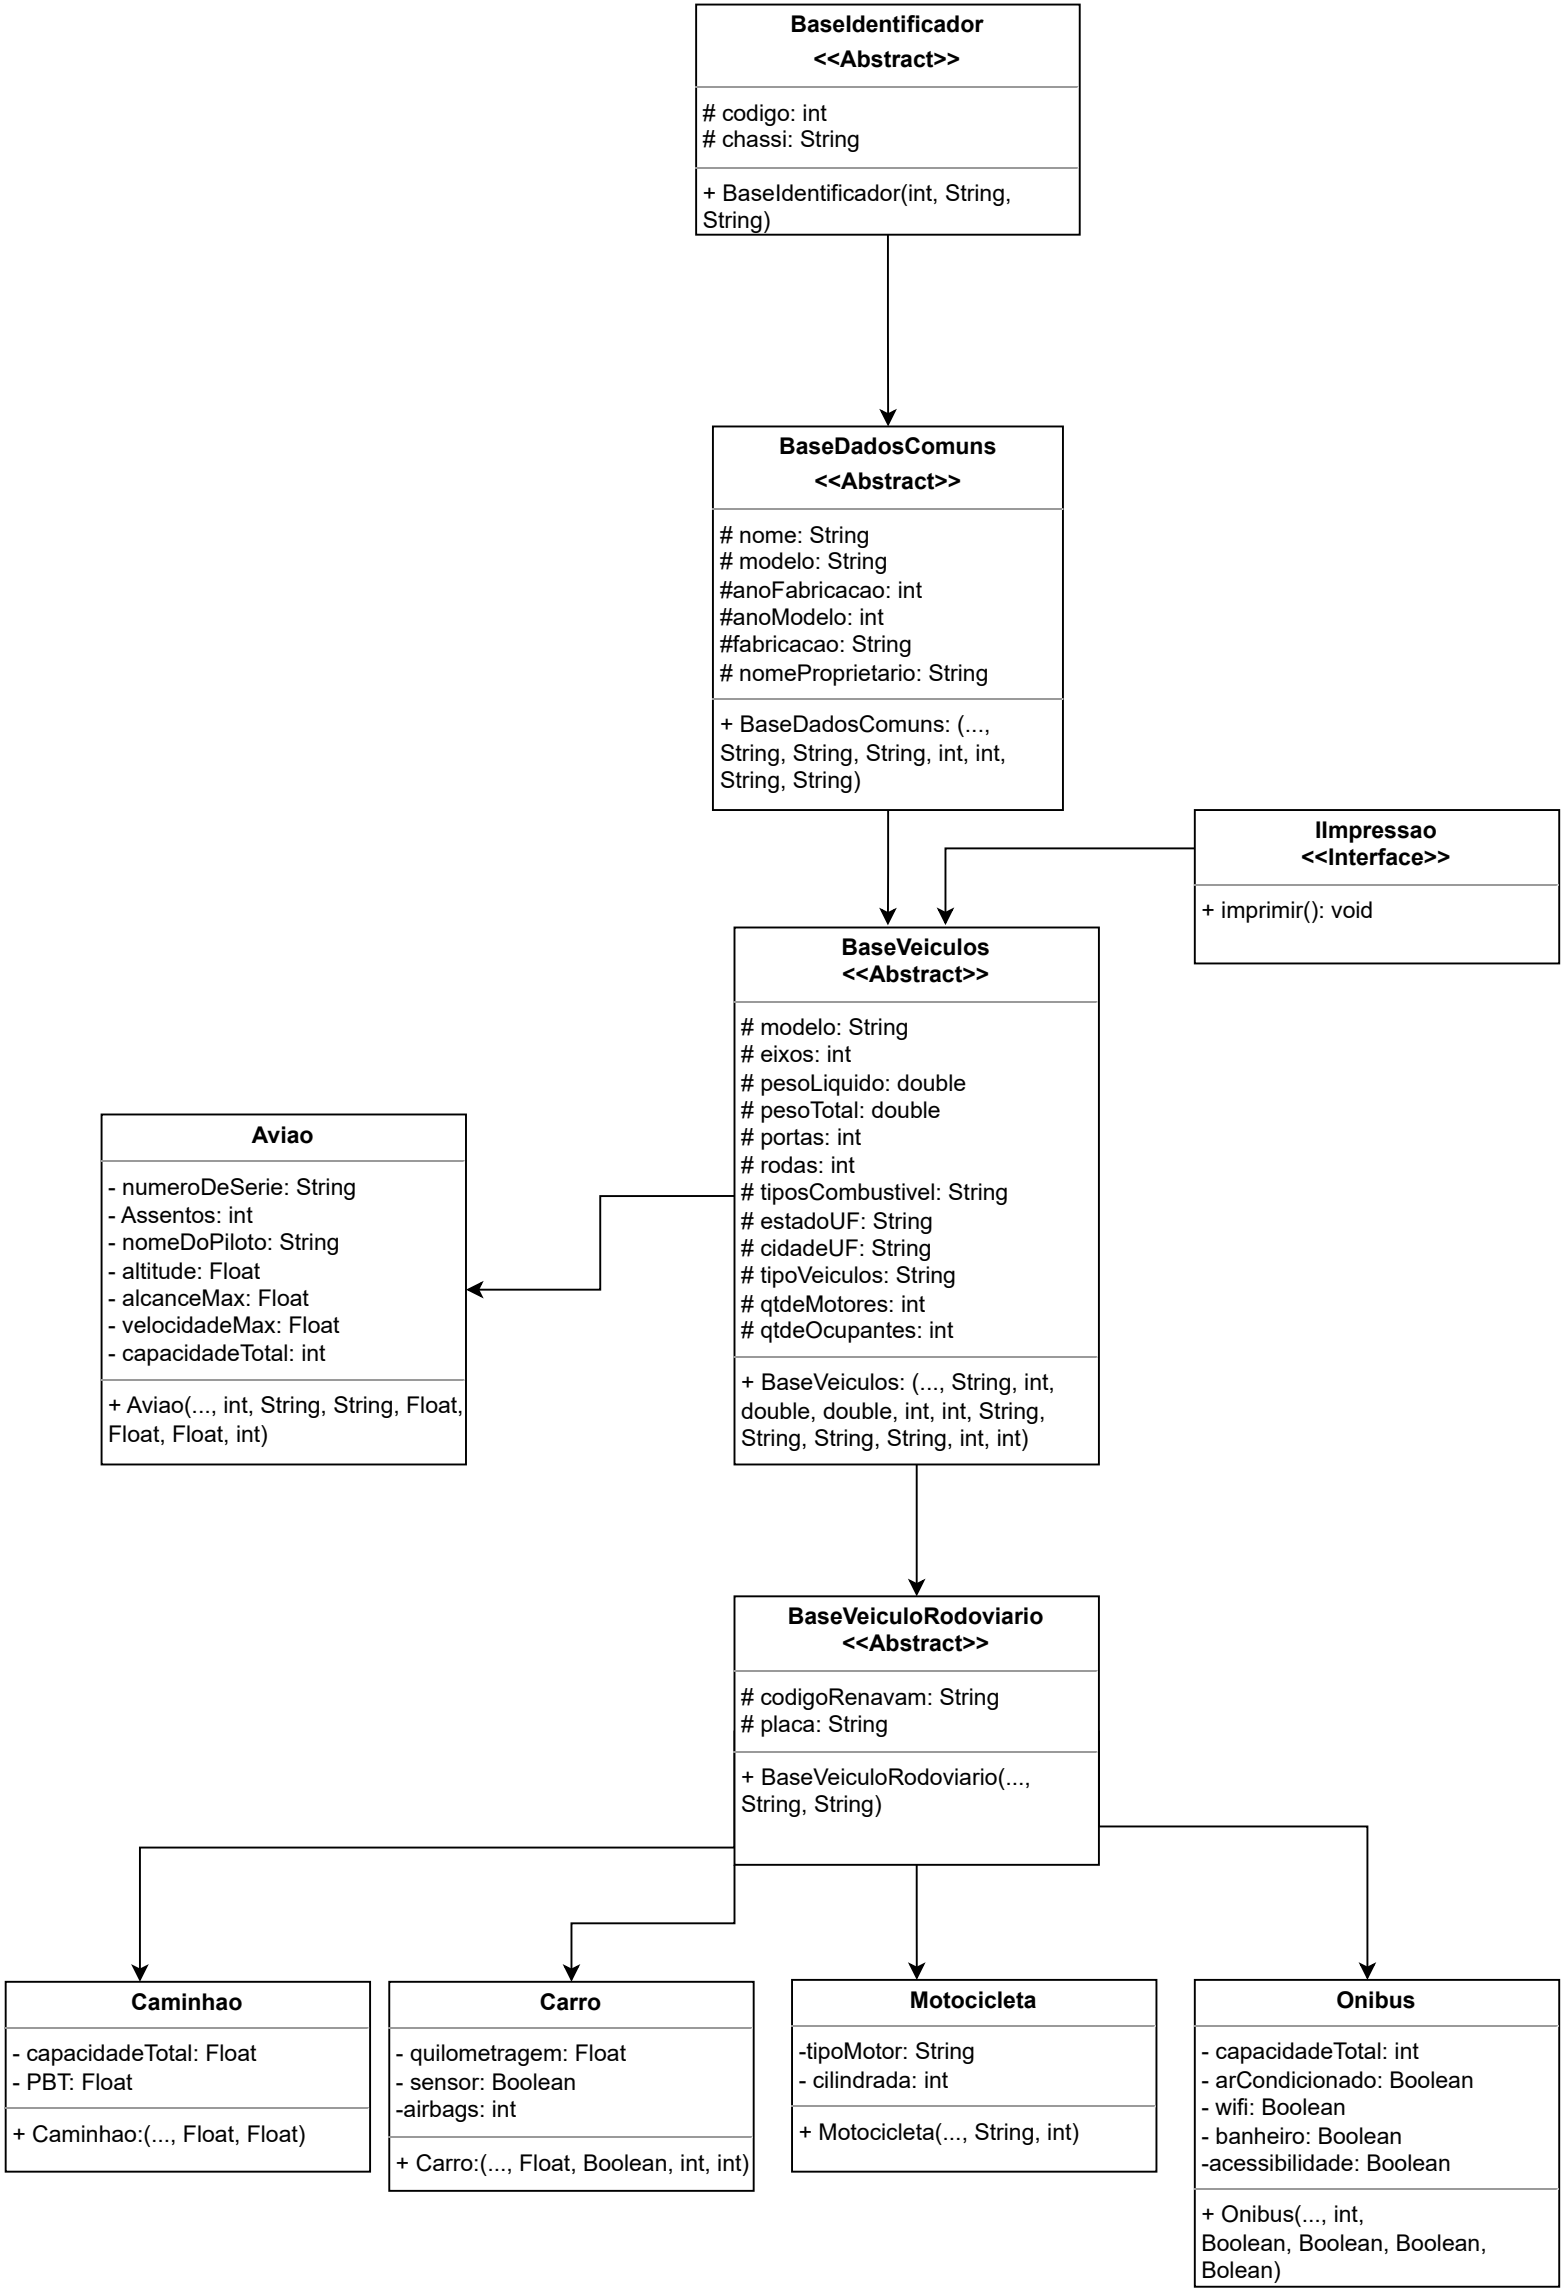 BaseIdentificador
<<Abstract>>
# codigo: int
# chassi: String
+ BaseIdentificador(int, String,
String)
BaseDadosComuns
<<Abstract>>
# nome: String
# modelo: String
#anoFabricacao: int
#anoModelo: int
#fabricacao: String
# nomeProprietario: String
+ BaseDadosComuns: (...,
String, String, String, int, int,
String, String)
IImpressao
<<Interface>>
+ imprimir(): void
BaseVeiculos
<<Abstract>>
# modelo: String
# eixos: int
# pesoLiquido: double
# pesoTotal: double
# portas: int
# rodas: int
# tiposCombustivel: String
# estadoUF: String
# cidadeUF: String
# tipoVeiculos: String
# qtdeMotores: int
# qtdeOcupantes: int
+ BaseVeiculos: (..., String, int,
double, double, int, int, String,
String, String, String, int, int)
Aviao
- numeroDeSerie: String
- Assentos: int
- nomeDoPiloto: String
- altitude: Float
- alcanceMax: Float
- velocidadeMax: Float
- capacidadeTotal: int
+ Aviao(..., int, String, String, Float,
Float, Float, int)
BaseVeiculoRodoviario
<<Abstract>>
# codigoRenavam: String
# placa: String
+ BaseVeiculoRodoviario(...,
String, String)
Caminhao
- capacidadeTotal: Float
- PBT: Float
+ Caminhao:(..., Float, Float)
Carro
- quilometragem: Float
- sensor: Boolean
-airbags: int
+ Carro:(..., Float, Boolean, int, int)
Motocicleta
-tipoMotor: String
- cilindrada: int
+ Motocicleta(..., String, int)
Onibus
- capacidadeTotal: int
- arCondicionado: Boolean
- wifi: Boolean
- banheiro: Boolean
-acessibilidade: Boolean
+ Onibus(..., int,
Boolean, Boolean, Boolean,
Bolean)